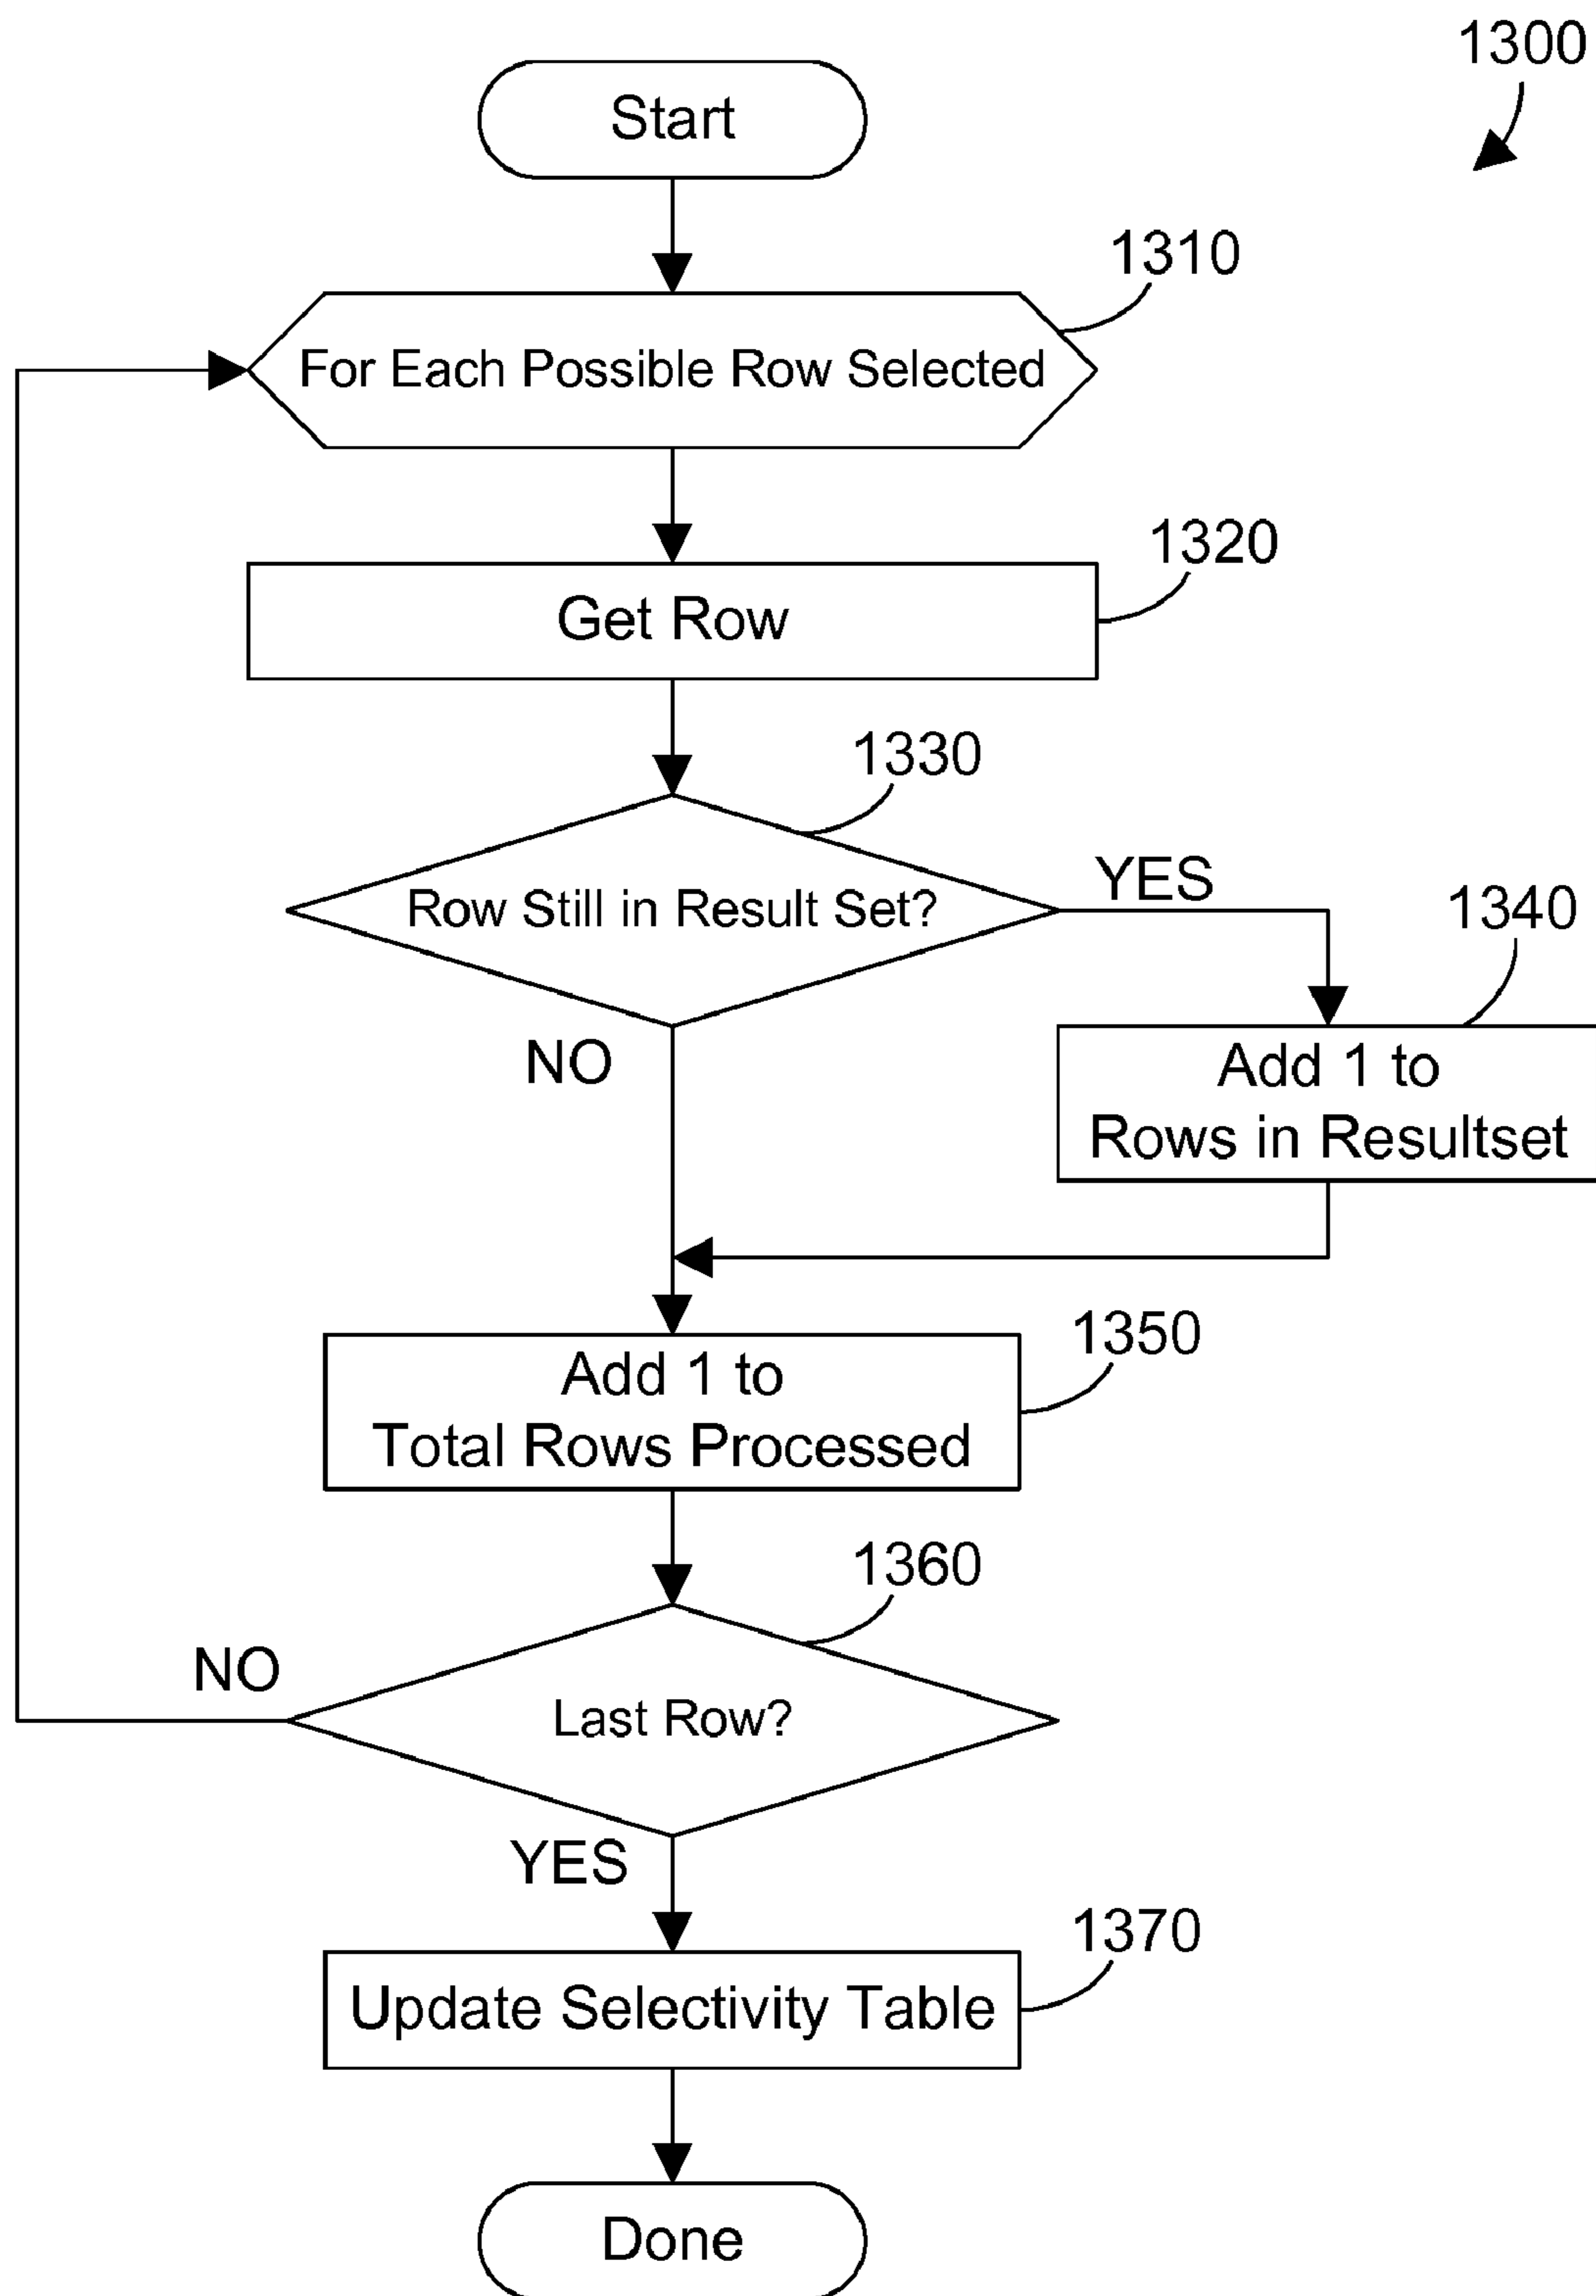 1300
Start
1310
For Each Possible Row Selected
1320
Get Row
1330
Row Still in Result Set?
YES
1340
NO
Add 1 to
Rows in Resultset
1350
Add 1 to
Total Rows Processed
1360
NO
Last Row?
YES
1370
Update Selectivity Table
Done